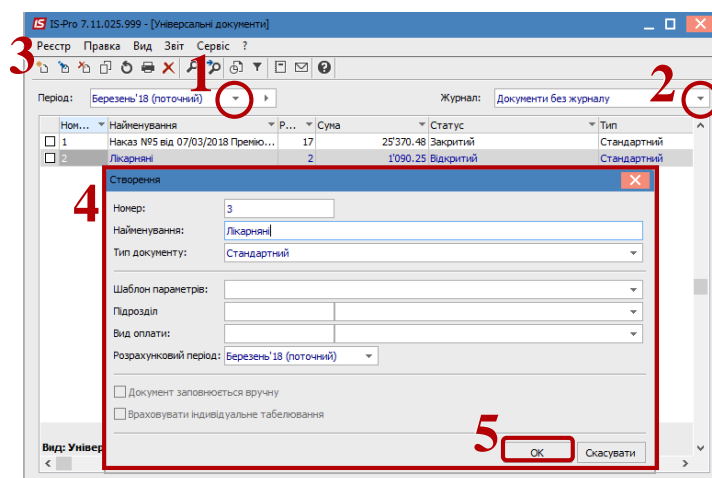 IS-Pro 7.11.025.999 - [Універсальні документи]
Реєстр Правка Вид Звіт Сервіс ?
3
1
2
Період: Березень'18 (поточний) Журнал: Документи без журналу
Ном... Найменування Р... Сума Статус Тип
1 Наказ №5 від 07/03/2018 Премію... 17 25'370.48 Закритий Стандартний
2 Лікарняні 2 1'090.25 Відкритий Стандартний
4
Створення
Номер: 3
Найменування: Лікарняні
Тип документу: Стандартний
Шаблон параметрів:
Підрозділ
Вид оплати:
Розрахунковий період: Березень'18 (поточний)
Документ заповнюється вручну
Враховувати індивідуальне табелювання
5
Вид: Універ
ОК Скасувати